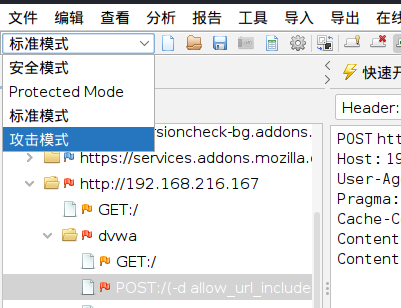 文件 编辑 查看 分析 报告 工具 导入 导出
标准模式
安全模式
Protected Mode
标准模式
攻击模式
快速开
Header:
rsioncheck-bg.addons.
https://services.addons.mozilla.
http://192.168.216.167
GET:/
dvwa
GET:/
POST:/(-d allow_url_include
POST htt
Host: 19
User-Ag
Pragma:
Cache-C
Content
Content